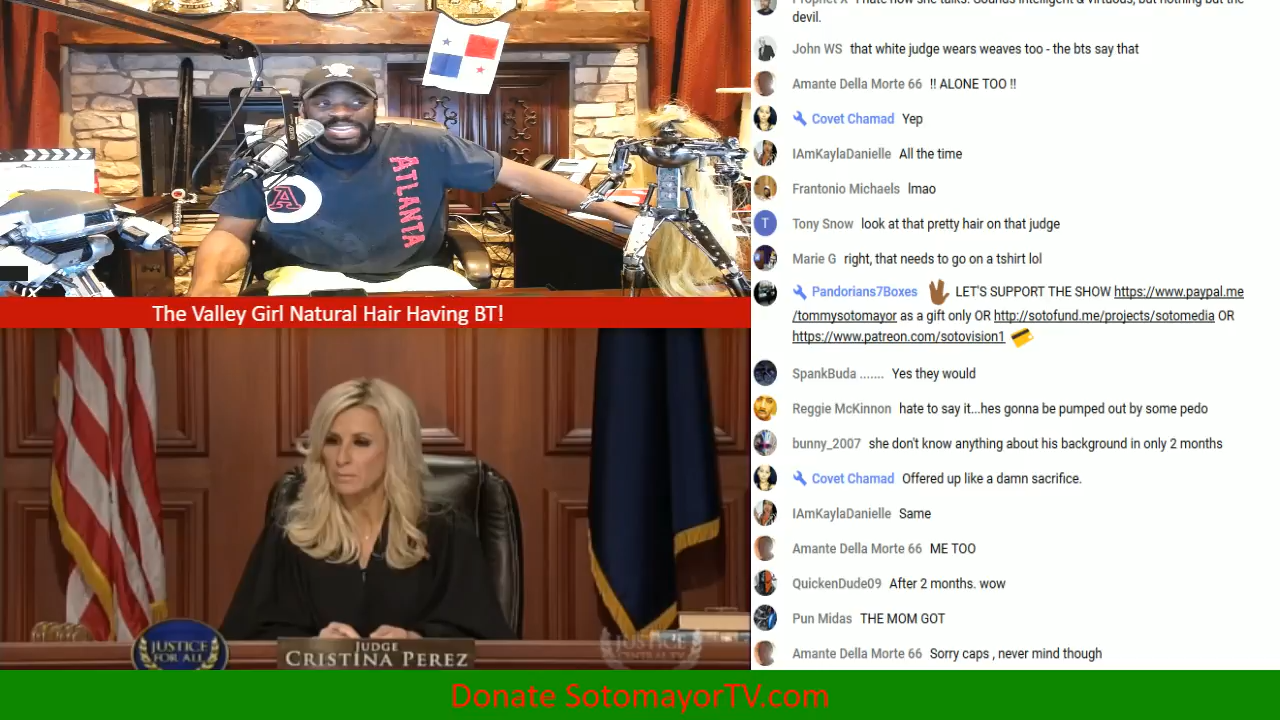 ATLANTA
A
The Valley Girl Natural Hair Having BT!
JUSTICE
FOR ALL
JUDGE
CRISTINA PEREZ
JUSTICE
CENTRAL.TV
devil.
John WS that white judge wears weaves too - the bts say that
Amante Della Morte 66 !! ALONE TOO !!
Covet Chamad Yep
IAmKaylaDanielle All the time
Frantonio Michaels lmao
T
Tony Snow look at that pretty hair on that judge
Marie G right, that needs to go on a tshirt lol
Pandorians7Boxes LET'S SUPPORT THE SHOW https://www.paypal.me
/tommysotomayor as a gift only OR http://sotofund.me/projects/sotomedia OR
https://www.patreon.com/sotovision1
SpankBuda ....... Yes they would
Reggie McKinnon hate to say it...hes gonna be pumped out by some pedo
bunny_2007 she don't know anything about his background in only 2 months
Covet Chamad Offered up like a damn sacrifice.
IAmKaylaDanielle Same
Amante Della Morte 66 ME TOO
QuickenDude09 After 2 months. wow
Pun Midas THE MOM GOT
Amante Della Morte 66 Sorry caps , never mind though
Donate SotomayorTV.com